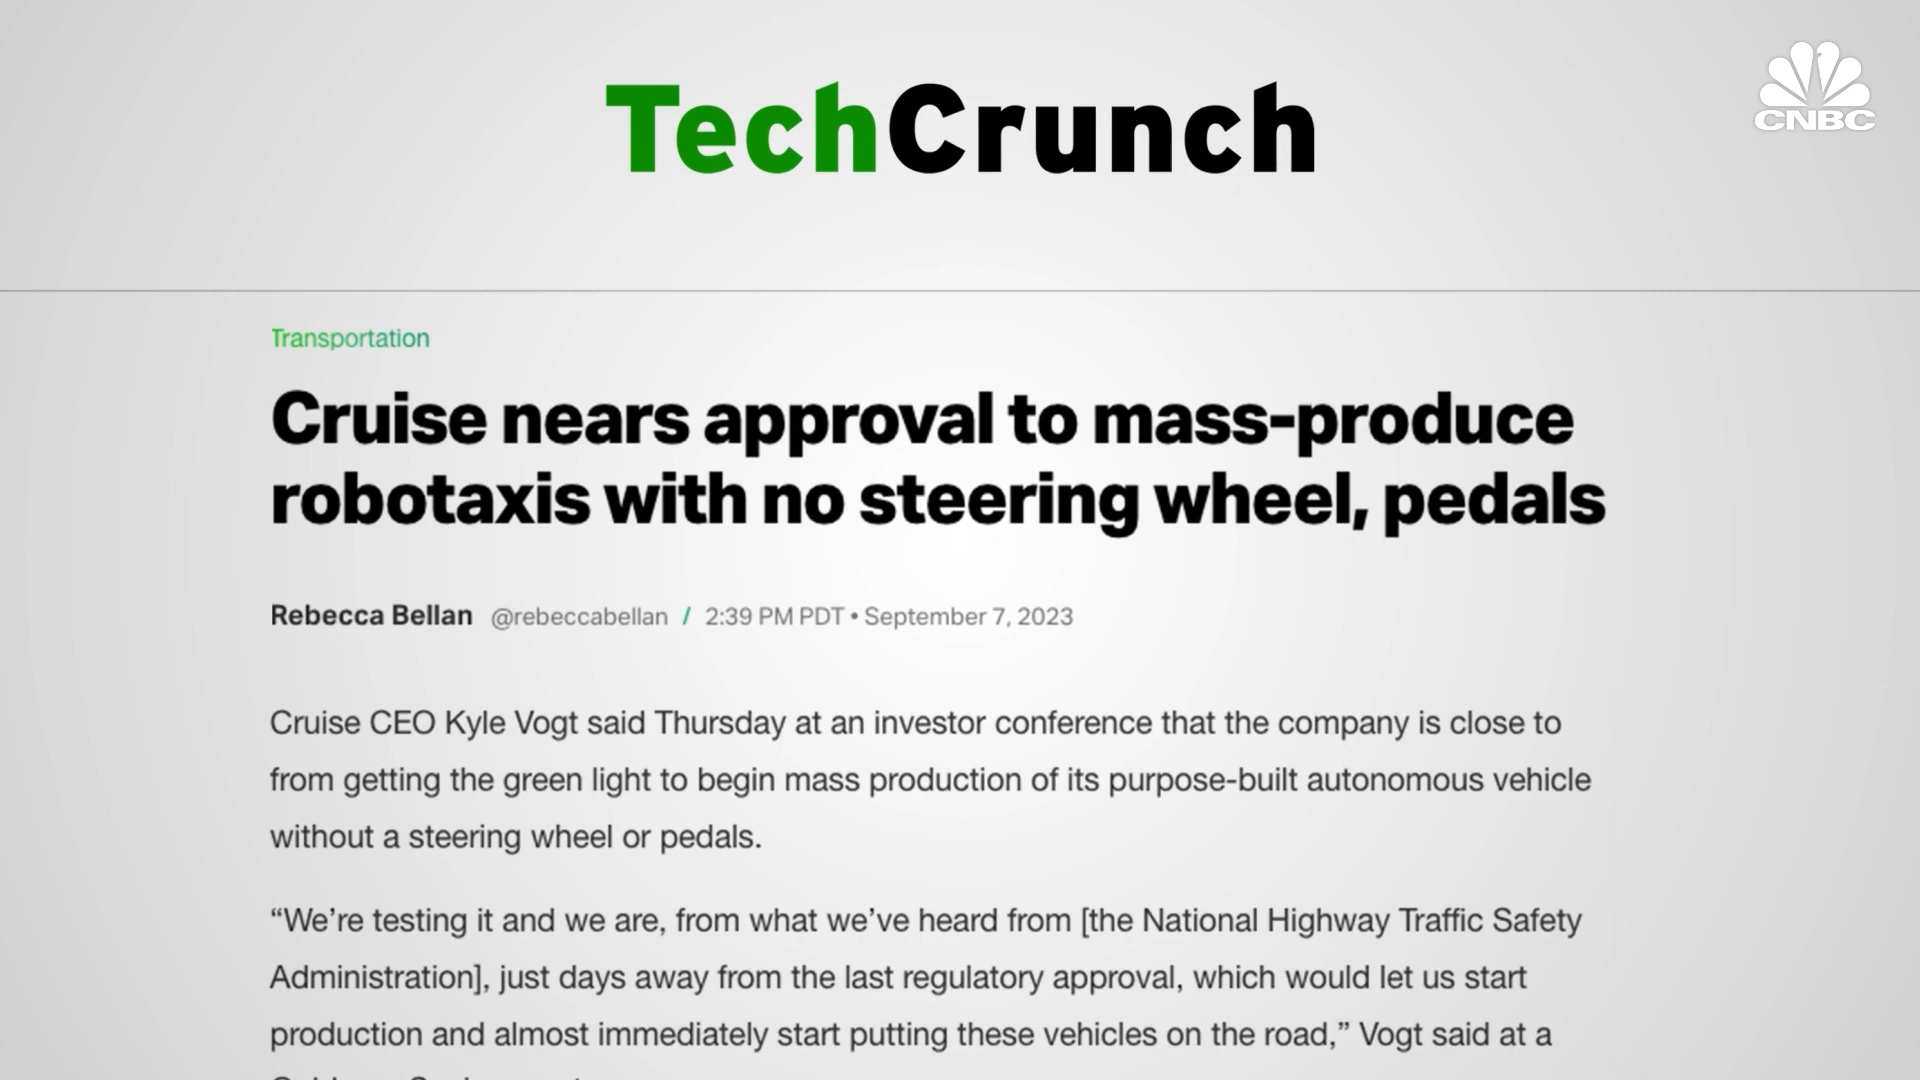 TechCrunch
CNBC
Transportation
Cruise nears approval to mass-produce
robotaxis with no steering wheel, pedals
Rebecca Bellan @rebeccabellan / 2:39 PM PDT • September 7, 2023
Cruise CEO Kyle Vogt said Thursday at an investor conference that the company is close to
from getting the green light to begin mass production of its purpose-built autonomous vehicle
without a steering wheel or pedals.
“We’re testing it and we are, from what we’ve heard from [the National Highway Traffic Safety
Administration], just days away from the last regulatory approval, which would let us start
production and almost immediately start putting these vehicles on the road,” Vogt said at a